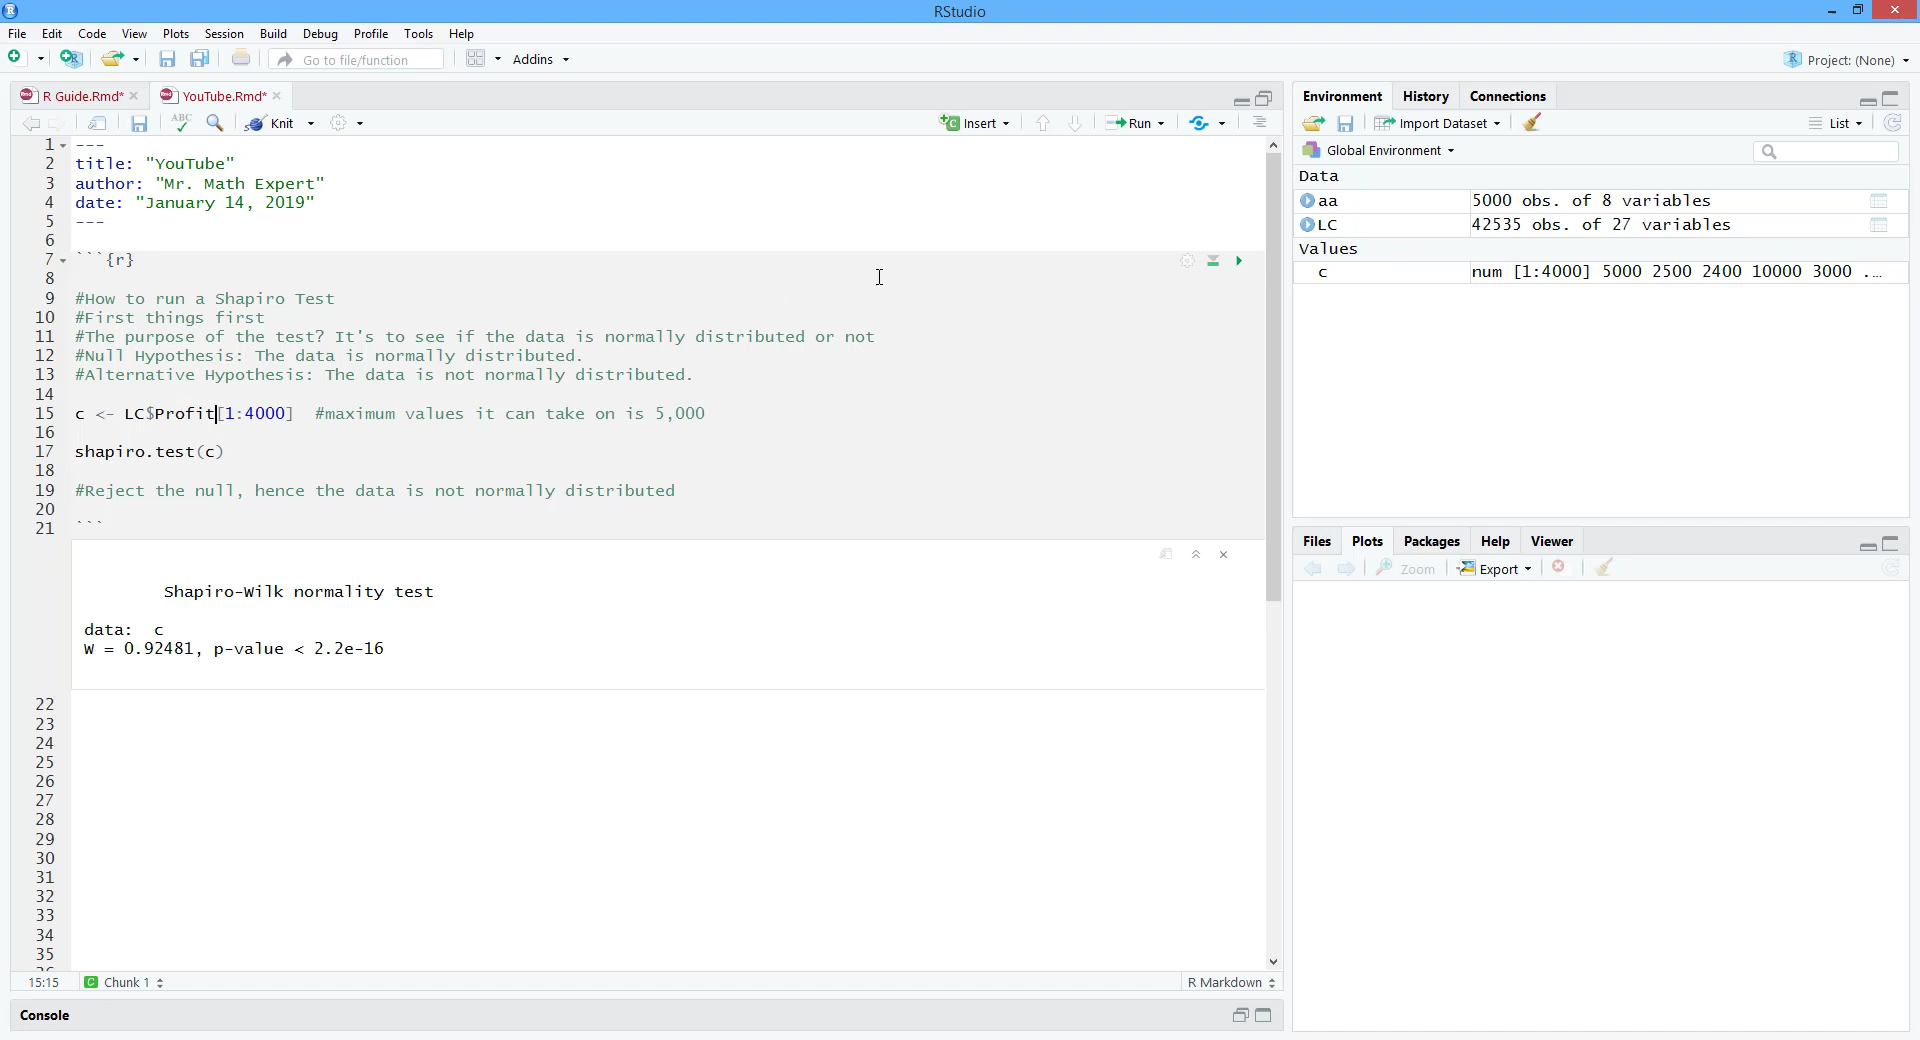 RStudio
File Edit Code View Plots Session Build Debug Profile Tools Help
Go to file/function Addins Project: (None)
R Guide.Rmd* YouTube.Rmd*
ABC Knit Insert Run
1 ---
2 title: "YouTube"
3 author: "Mr. Math Expert"
4 date: "January 14, 2019"
5 ---
6
7 ```{r}
8
9 #How to run a Shapiro Test
10 #First things first
11 #The purpose of the test? It's to see if the data is normally distributed or not
12 #Null Hypothesis: The data is normally distributed.
13 #Alternative Hypothesis: The data is not normally distributed.
14
15 c <- LC$Profit[1:4000] #maximum values it can take on is 5,000
16
17 shapiro.test(c)
18
19 #Reject the null, hence the data is not normally distributed
20
21 ```
Shapiro-Wilk normality test
data: c
W = 0.92481, p-value < 2.2e-16
22
23
24
25
26
27
28
29
30
31
32
33
34
35
15:15 C Chunk 1 R Markdown
Console
Environment History Connections
Import Dataset List
Global Environment
Data
aa 5000 obs. of 8 variables
LC 42535 obs. of 27 variables
Values
c num [1:4000] 5000 2500 2400 10000 3000 ...
Files Plots Packages Help Viewer
Zoom Export